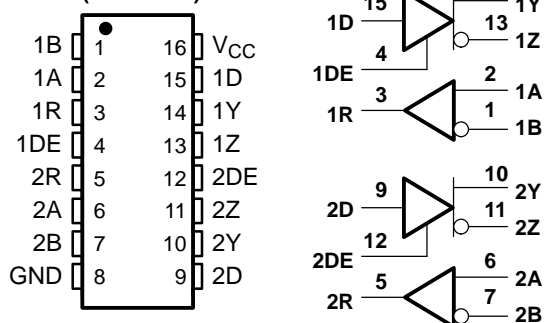 1B 1 16 VCC
1A 2 15 1D
1R 3 14 1Y
1DE 4 13 1Z
2R 5 12 2DE
2A 6 11 2Z
2B 7 10 2Y
GND 8 9 2D
15 1Y
1D 13
1Z
4
1DE
3 2 1A
1R 1
1B
9 10 2Y
2D 11
2Z
12
2DE
5 6 2A
2R 7
2B